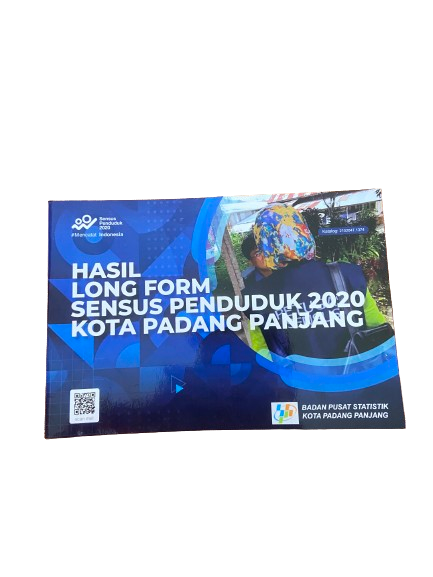 Sensus
Penduduk
2020
#Mencatat Indonesia
HASIL
LONG FORM
SENSUS PENDUDUK 2020
KOTA PADANG PANJANG
BADAN PUSAT STATISTIK
KOTA PADANG PANJANG